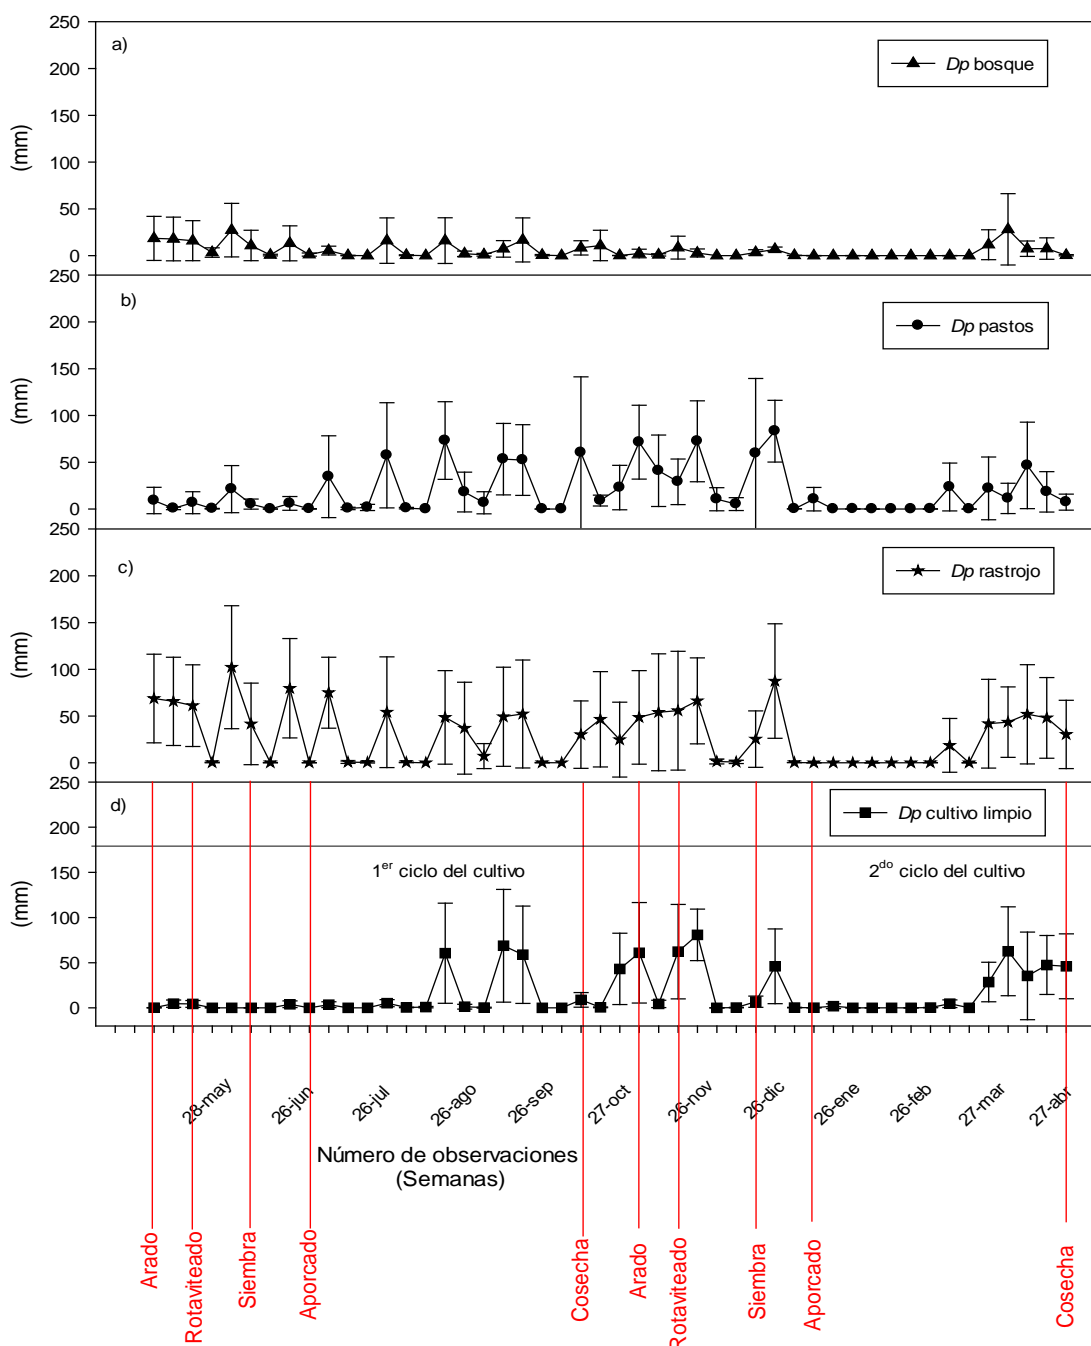 250
200
150
100
50
0
(mm)
a)
Dp bosque
250
200
150
100
50
0
(mm)
b)
Dp pastos
250
200
150
100
50
0
(mm)
c)
Dp rastrojo
250
200
150
100
50
0
(mm)
d)
Dp cultivo limpio
1er ciclo del cultivo
2do ciclo del cultivo
28-may
26-jun
26-jul
26-ago
26-sep
27-oct
26-nov
26-dic
26-ene
26-feb
27-mar
27-abr
Número de observaciones
(Semanas)
Arado
Rotaviteado
Siembra
Aporcado
Cosecha
Arado
Rotaviteado
Siembra
Aporcado
Cosecha